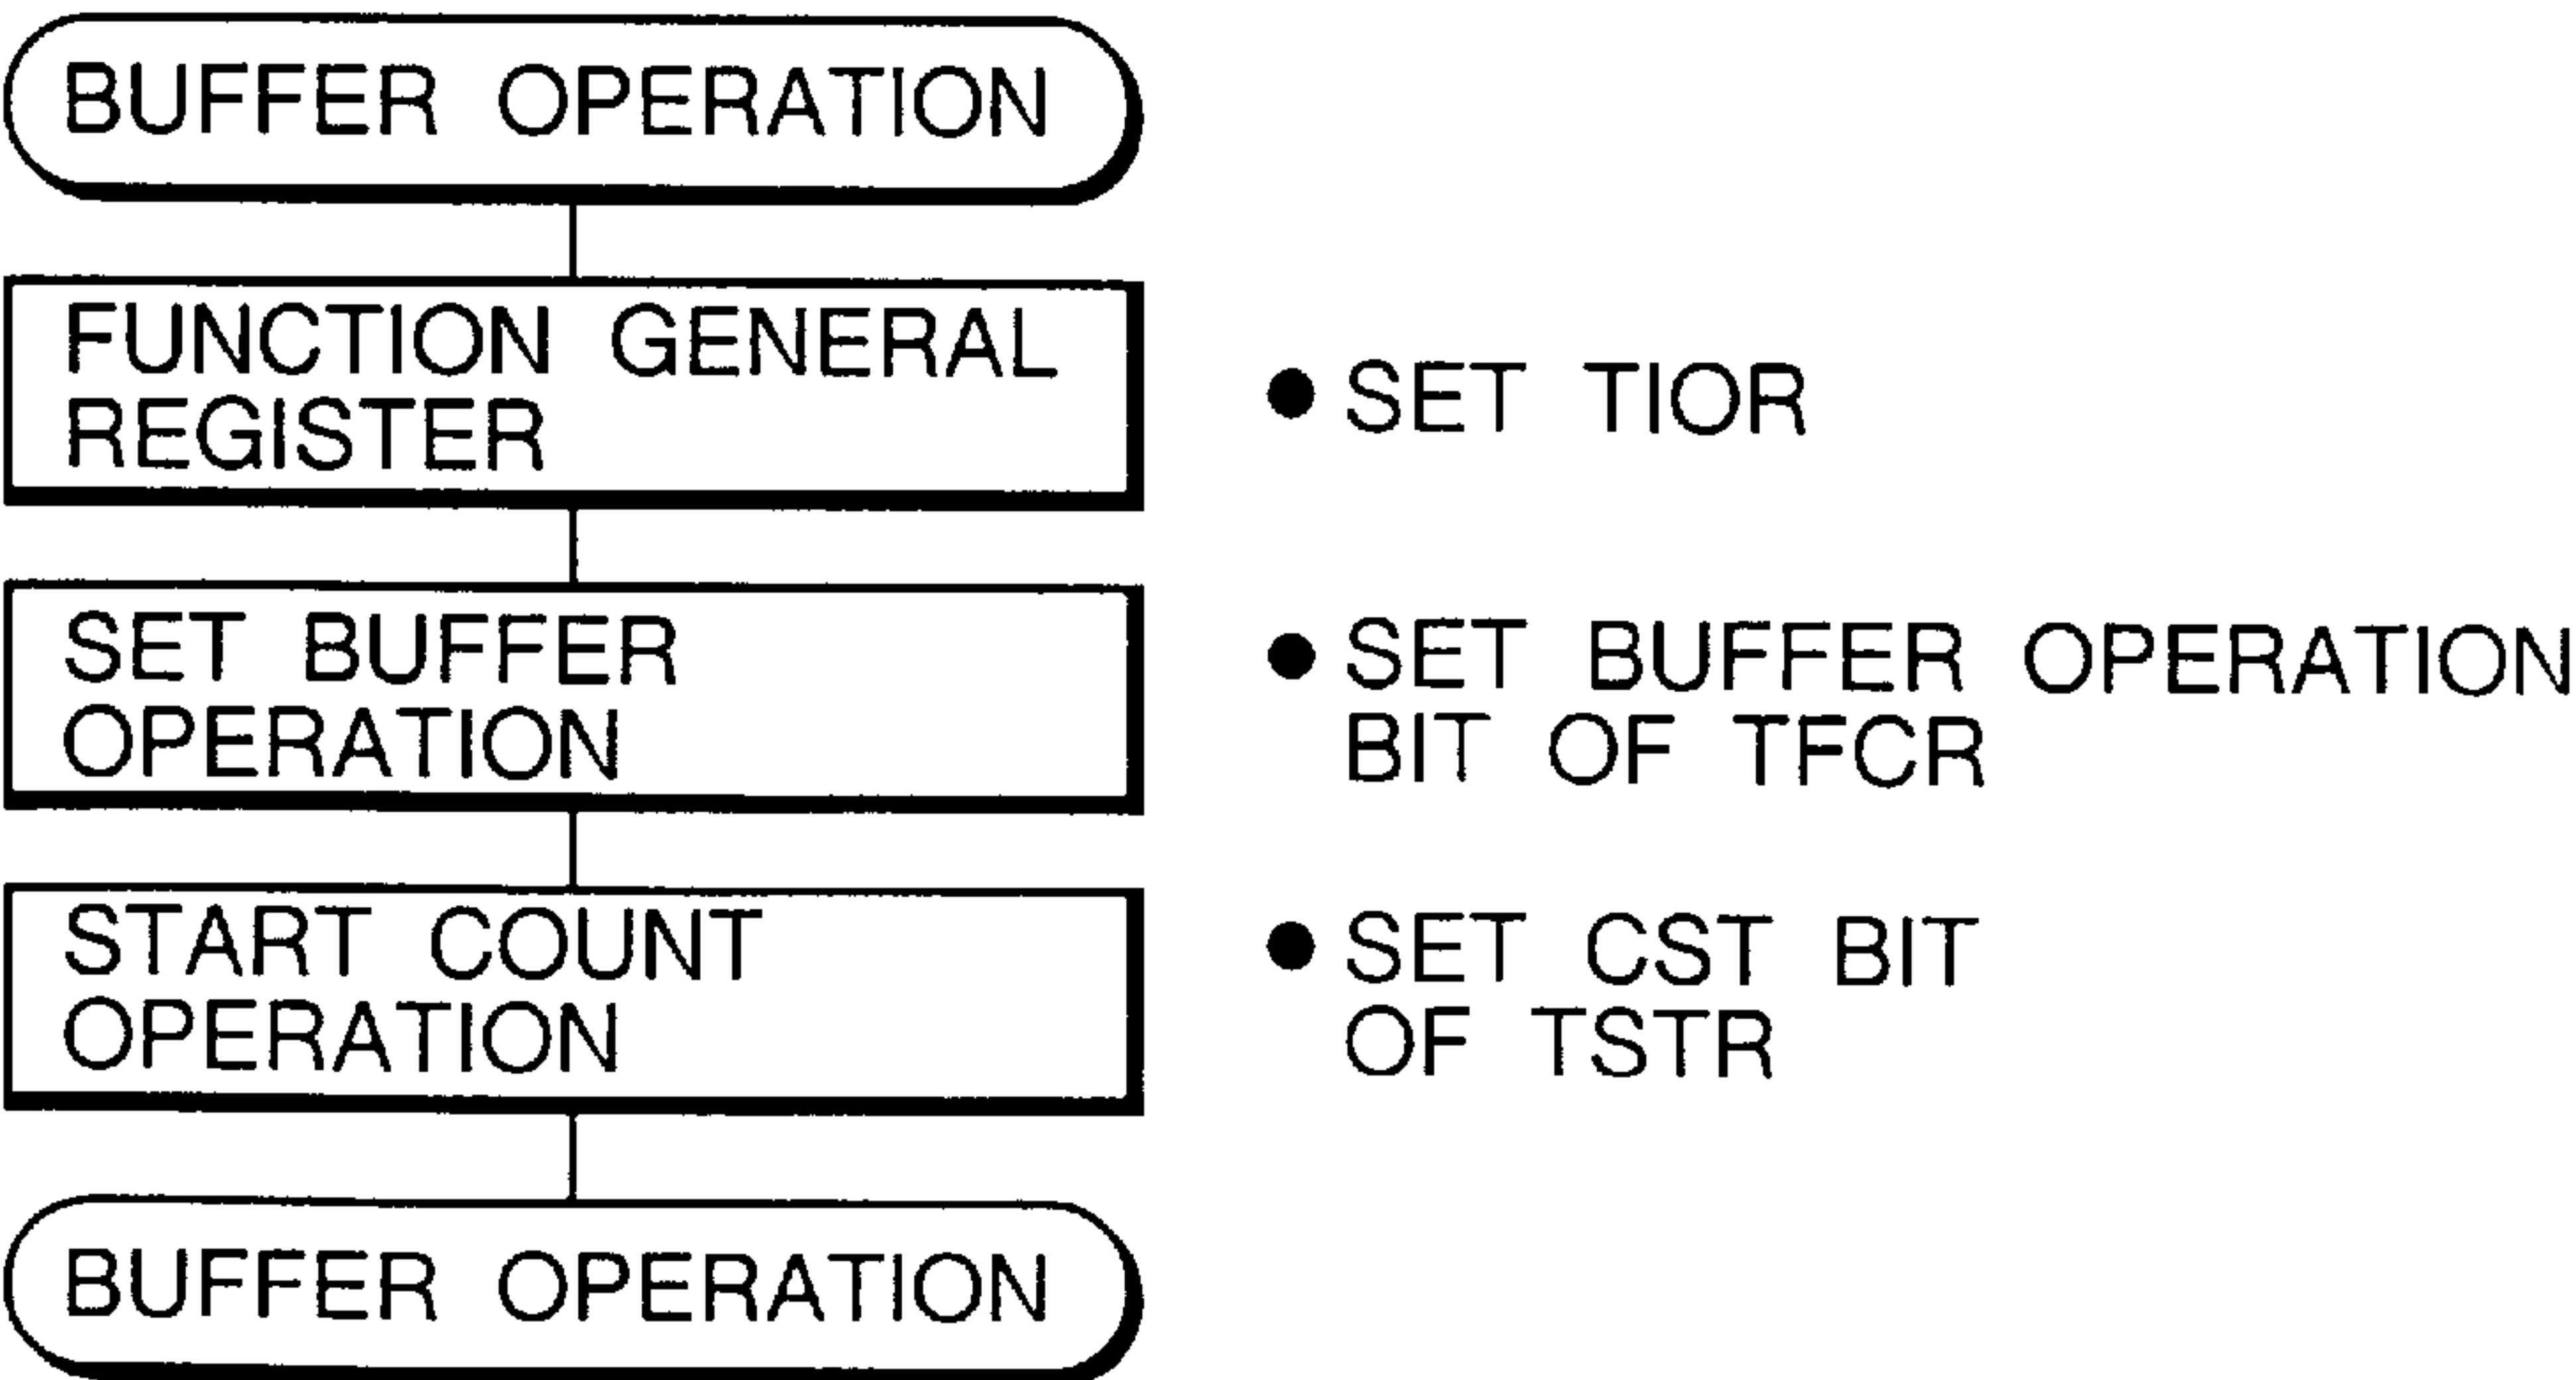 BUFFER OPERATION
FUNCTION GENERAL
REGISTER
● SET TIOR
SET BUFFER
OPERATION
● SET BUFFER OPERATION
BIT OF TFCR
START COUNT
OPERATION
● SET CST BIT
OF TSTR
BUFFER OPERATION